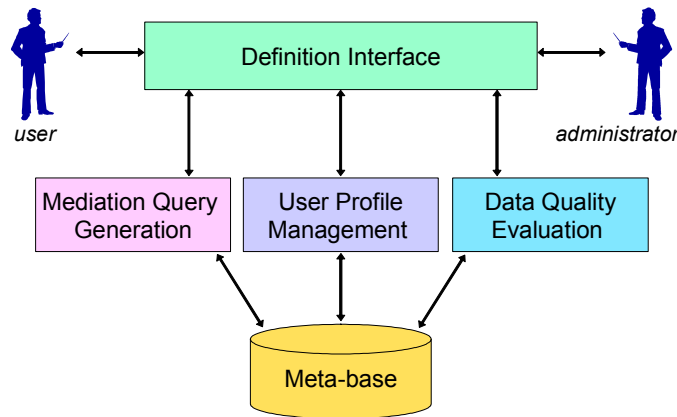 Definition Interface
user
administrator
Mediation Query
Generation
User Profile
Management
Data Quality
Evaluation
Meta-base